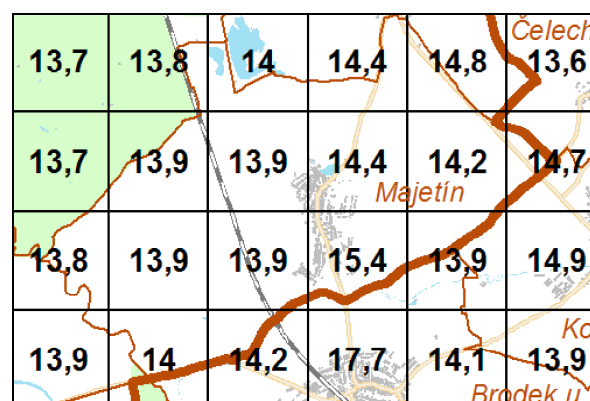 Čelech
13,7 13,8 14 14,4 14,8 13,6
13,7 13,9 13,9 14,4 14,2 14,7
Majetín
13,8 13,9 13,9 15,4 13,9 14,9
Ko
13,9 14 14,2 17,7 14,1 13,9
Brodek u